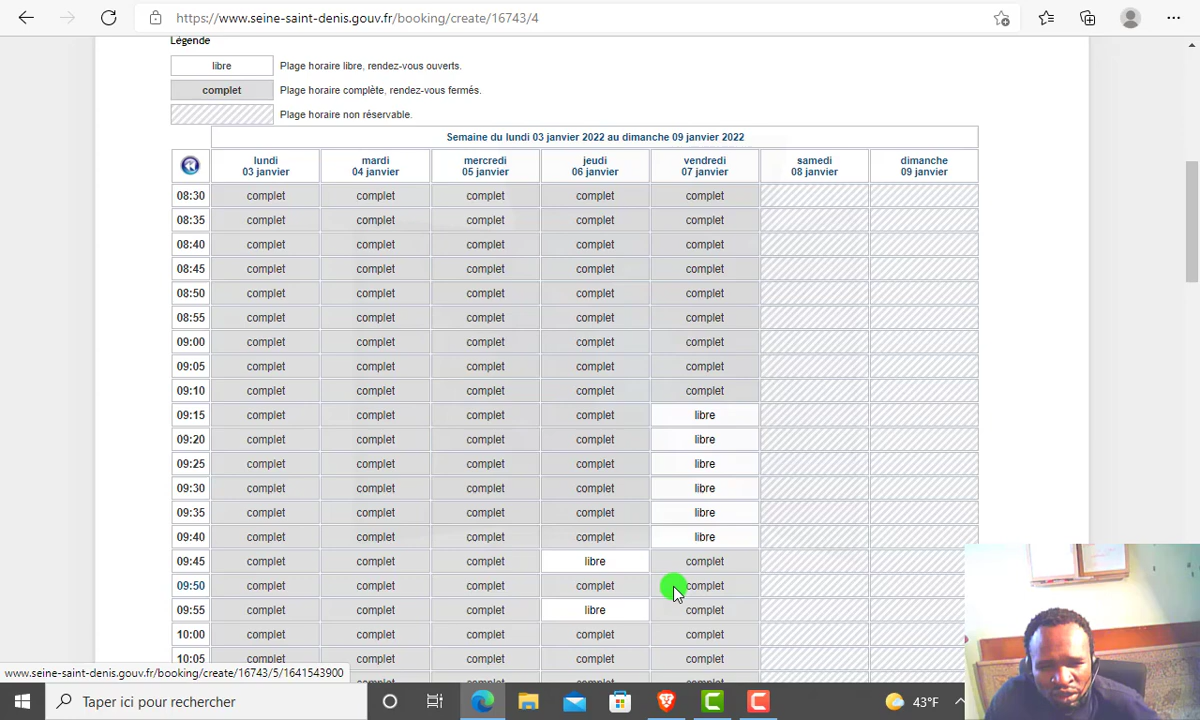 https://www.seine-saint-denis.gouv.fr/booking/create/16743/4
Légende
libre Plage horaire libre, rendez-vous ouverts.
complet Plage horaire complète, rendez-vous fermés.
Plage horaire non réservable.
Semaine du lundi 03 janvier 2022 au dimanche 09 janvier 2022
lundi mardi mercredi jeudi vendredi samedi dimanche
03 janvier 04 janvier 05 janvier 06 janvier 07 janvier 08 janvier 09 janvier
08:30 complet complet complet complet complet
08:35 complet complet complet complet complet
08:40 complet complet complet complet complet
08:45 complet complet complet complet complet
08:50 complet complet complet complet complet
08:55 complet complet complet complet complet
09:00 complet complet complet complet complet
09:05 complet complet complet complet complet
09:10 complet complet complet complet complet
09:15 complet complet complet complet libre
09:20 complet complet complet complet libre
09:25 complet complet complet complet libre
09:30 complet complet complet complet libre
09:35 complet complet complet complet libre
09:40 complet complet complet complet libre
09:45 complet complet complet libre complet
09:50 complet complet complet complet complet
09:55 complet complet complet libre complet
10:00 complet complet complet complet complet
10:05 complet complet complet complet complet
www.seine-saint-denis.gouv.fr/booking/create/16743/5/1641543900
Taper ici pour rechercher 43°F